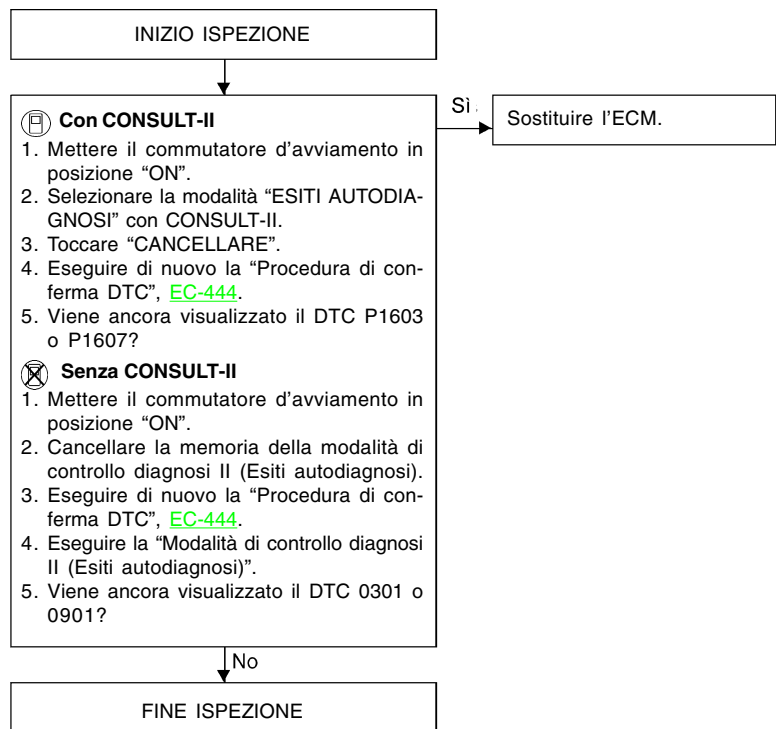 INIZIO ISPEZIONE
Con CONSULT-II
1. Mettere il commutatore d'avviamento in
posizione “ON”.
2. Selezionare la modalità “ESITI AUTODIA-
GNOSI” con CONSULT-II.
3. Toccare “CANCELLARE”.
4. Eseguire di nuovo la “Procedura di con-
ferma DTC”, EC-444.
5. Viene ancora visualizzato il DTC P1603
o P1607?
Senza CONSULT-II
1. Mettere il commutatore d'avviamento in
posizione “ON”.
2. Cancellare la memoria della modalità di
controllo diagnosi II (Esiti autodiagnosi).
3. Eseguire di nuovo la “Procedura di con-
ferma DTC”, EC-444.
4. Eseguire la “Modalità di controllo diagnosi
II (Esiti autodiagnosi)”.
5. Viene ancora visualizzato il DTC 0301 o
0901?
Sì
Sostituire l'ECM.
No
FINE ISPEZIONE